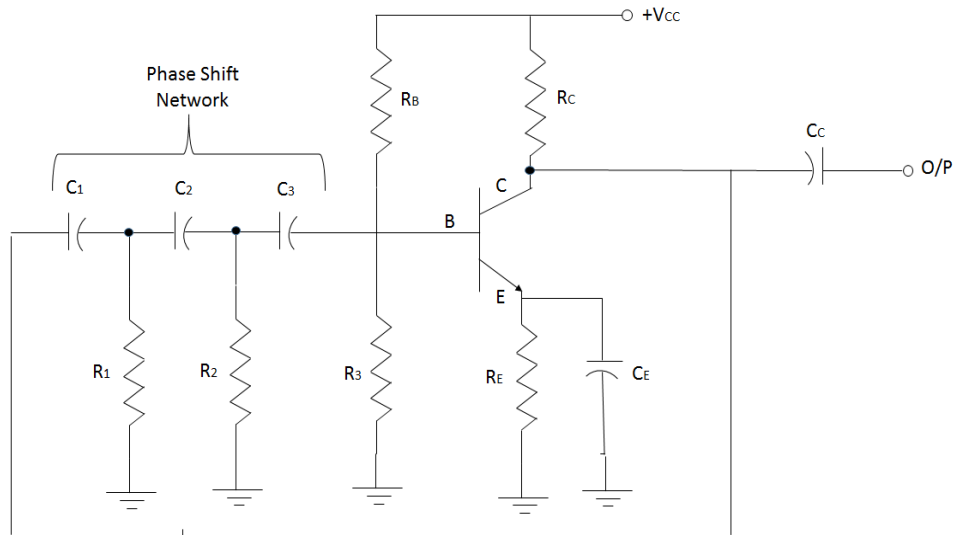 +VCC
Phase Shift
Network
RB
RC
CC
O/P
C1
C2
C3
C
B
E
R1
R2
R3
RE
CE